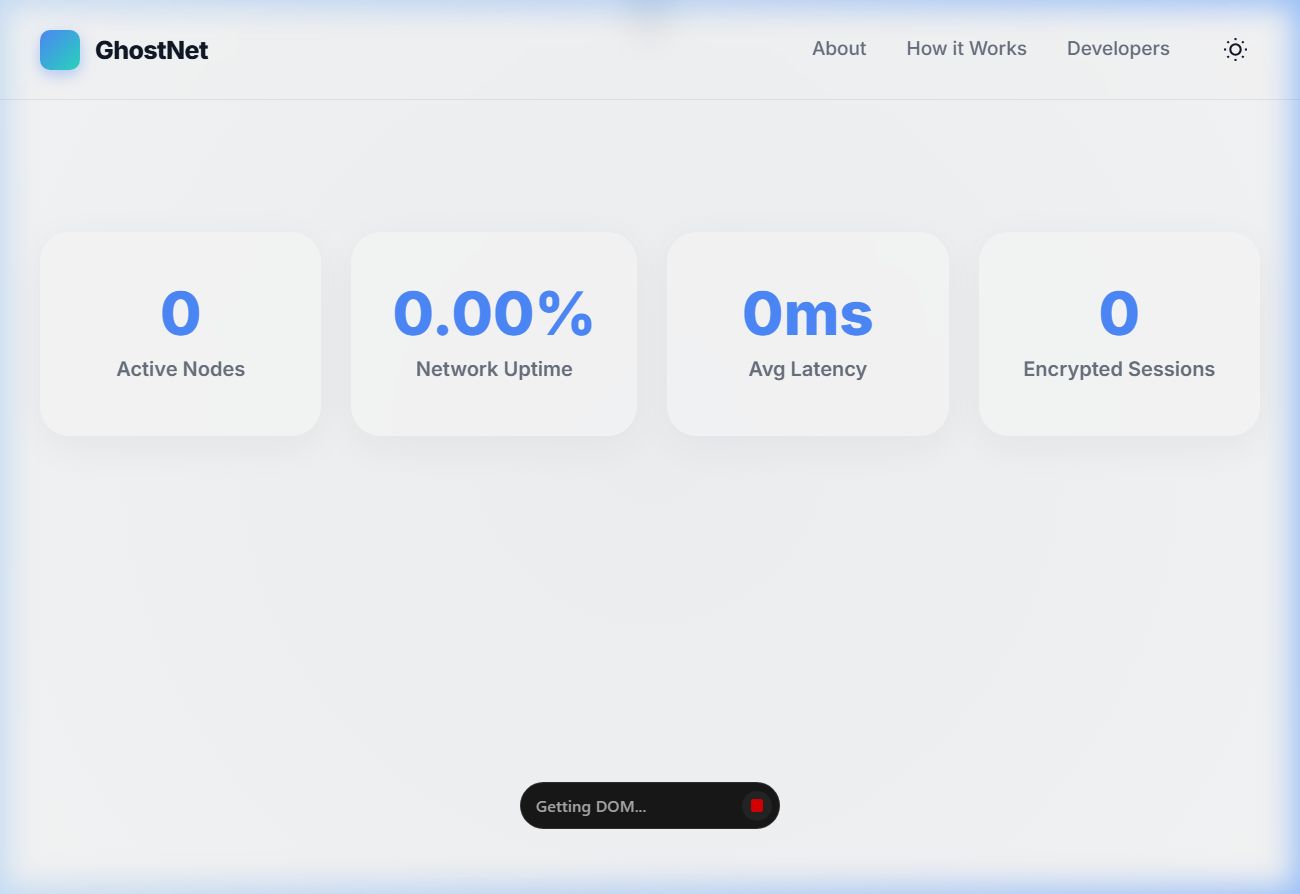 GhostNet
About
How it Works
Developers
0
Active Nodes
0.00%
Network Uptime
0ms
Avg Latency
0
Encrypted Sessions
Getting DOM...